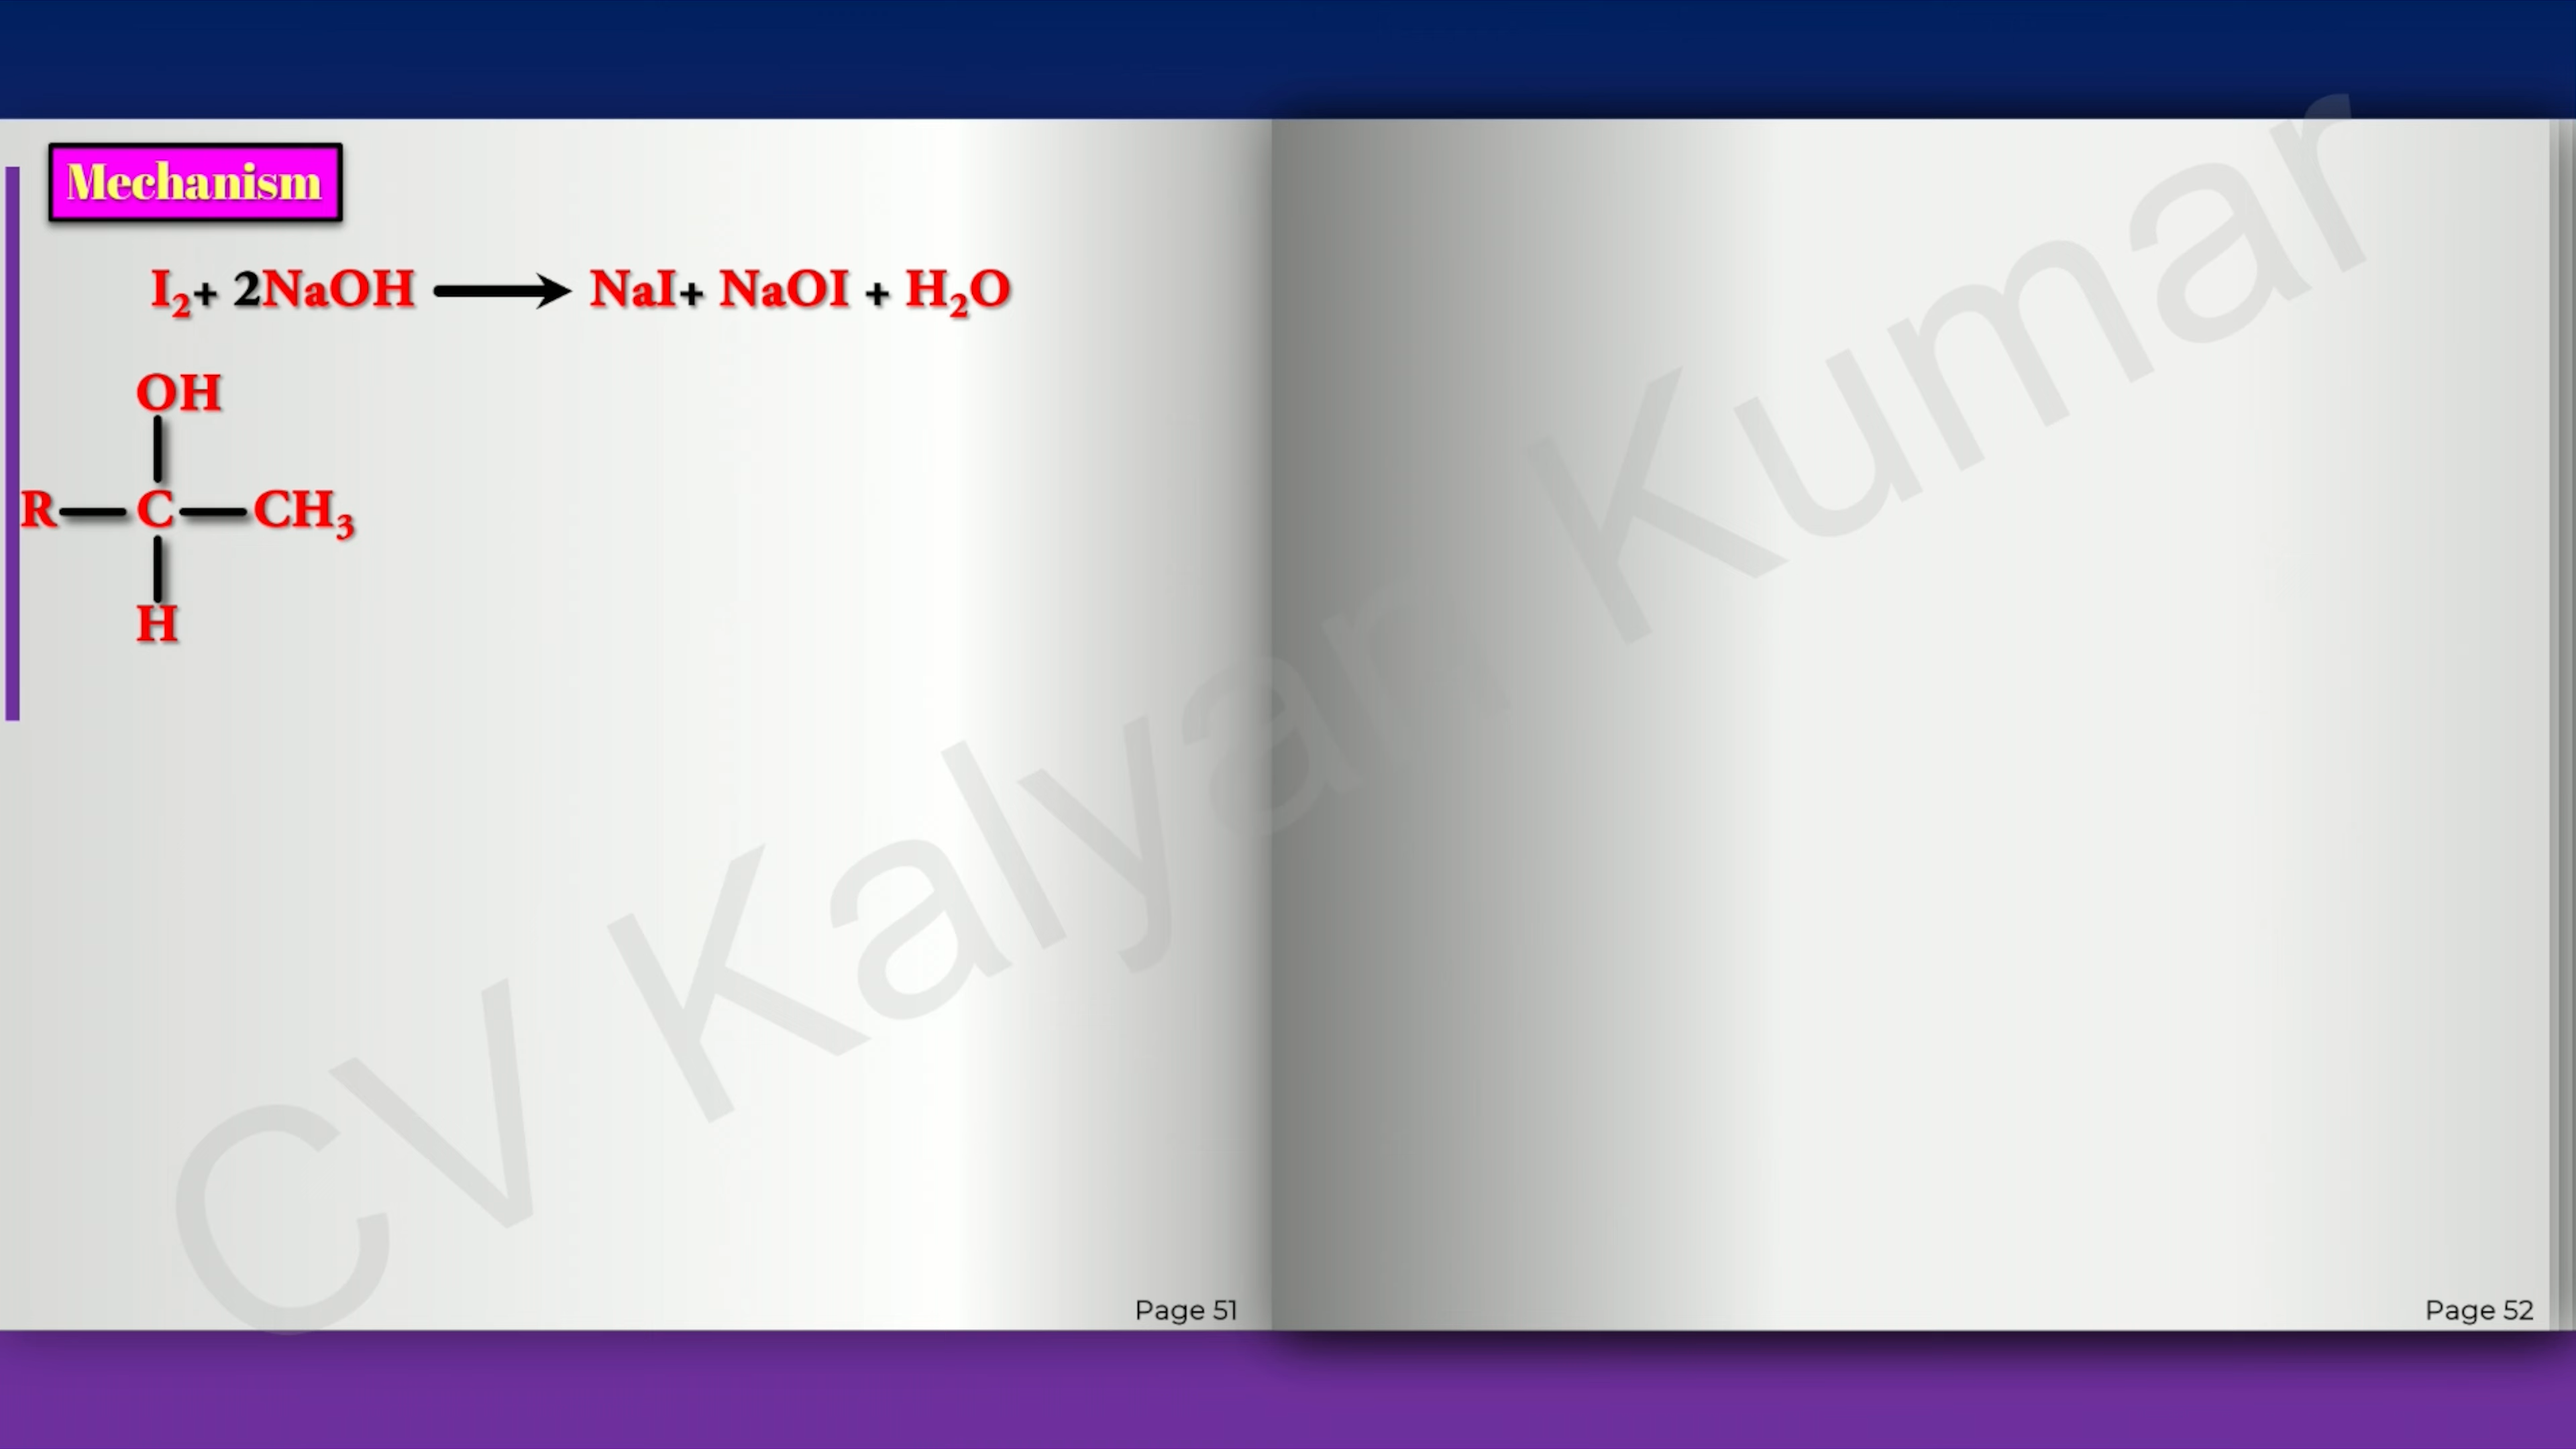 Mechanism
I₂+ 2NaOH ⟶ NaI+ NaOI + H₂O
OH
R—C—CH₃
H
CV Kalyan Kumar
Page 51
Page 52